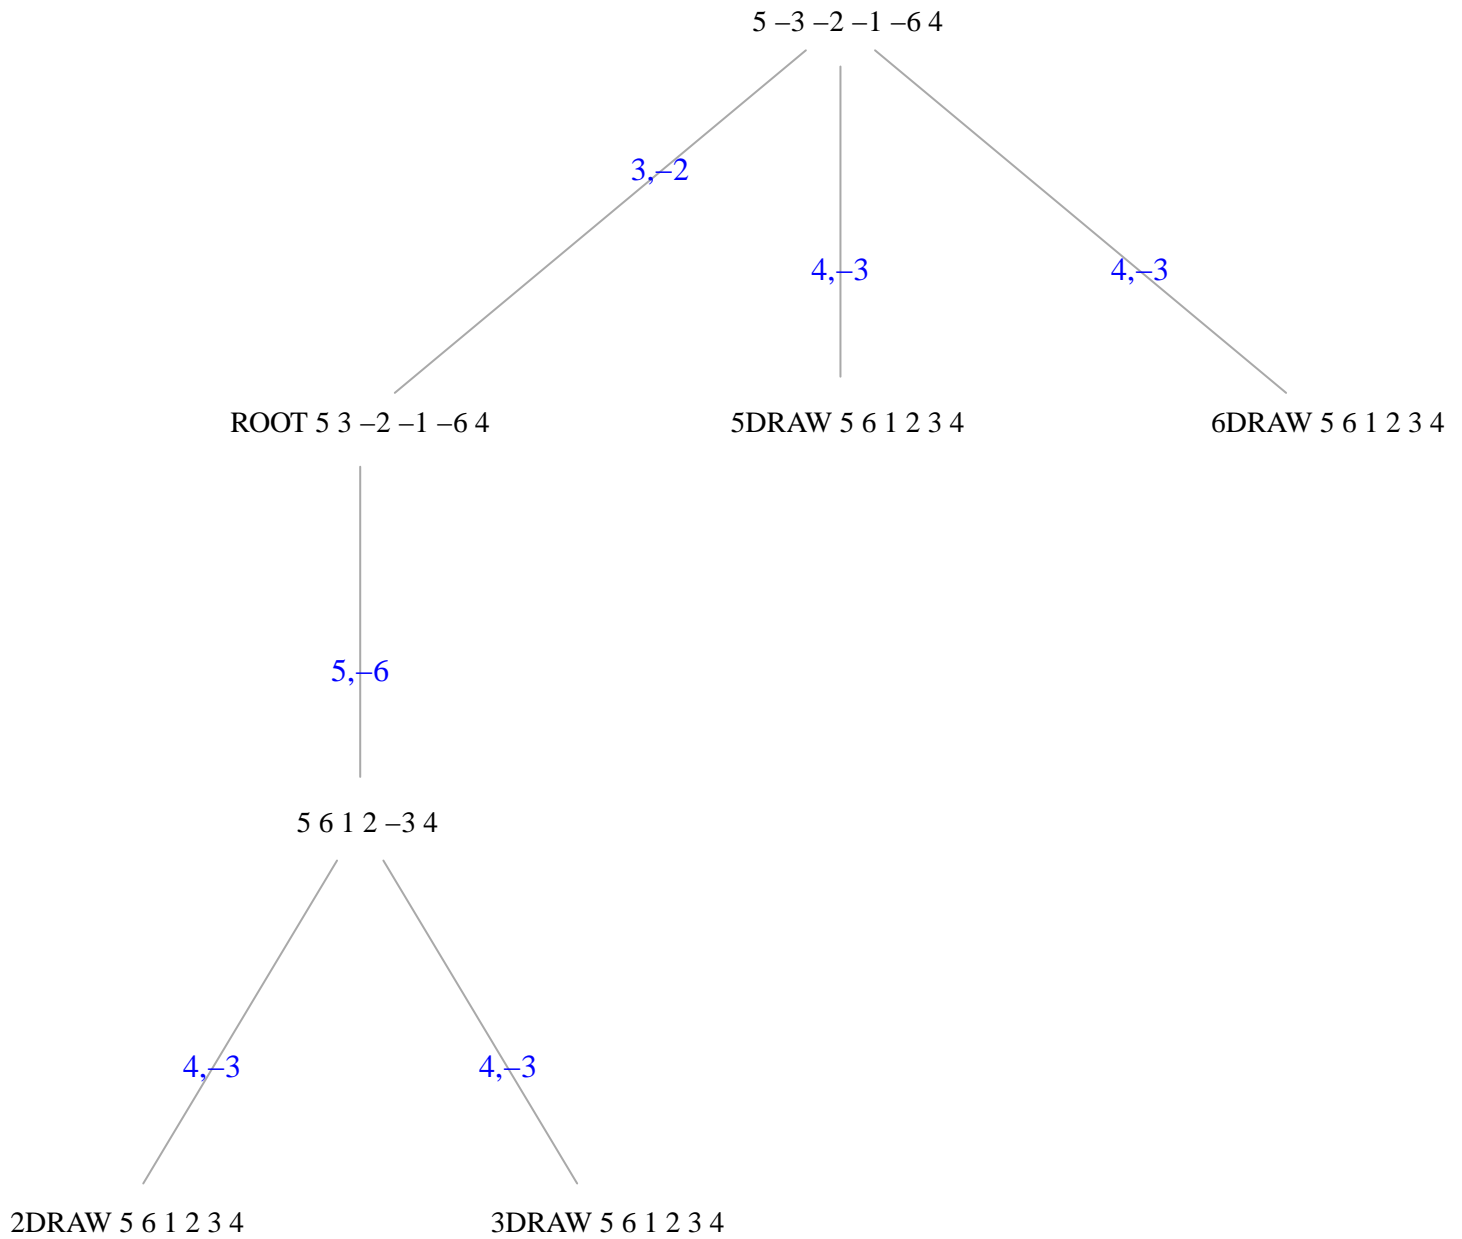 5 –3 –2 –1 –6 4
3,–2
4,–3
4,–3
ROOT 5 3 –2 –1 –6 4
5DRAW 5 6 1 2 3 4
6DRAW 5 6 1 2 3 4
5,–6
5 6 1 2 –3 4
4,–3
4,–3
2DRAW 5 6 1 2 3 4
3DRAW 5 6 1 2 3 4